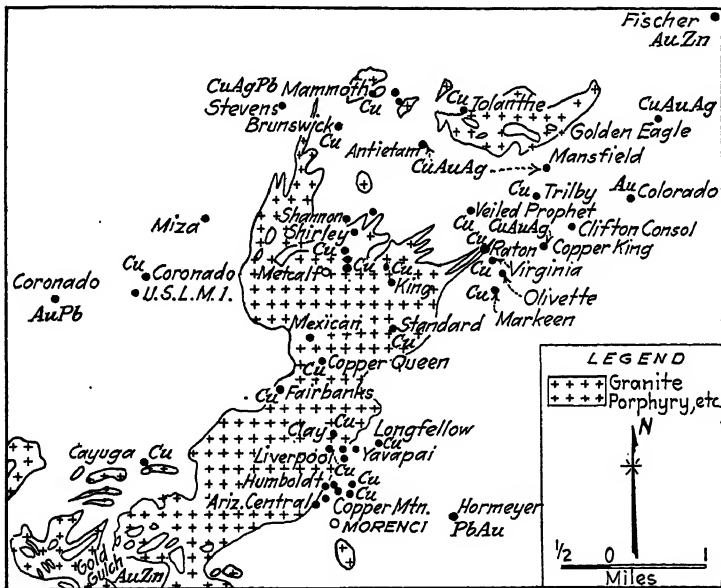 Fischer
AuZn
CuAgPb Mammoth
Stevens
Cu
Cu
Tolanthe
CuAuAg
Brunswick
Cu
Golden Eagle
Antietam
CuAuAg
Mansfield
Cu
Trilby
Au
Colorado
Miza
Shannon
Veiled Prophet
Cu
CuAuAg
Clifton Consol
Shirley
Cu
Raton
Copper King
Cu
Metcalf
Cu
Cu
Cu
Virginia
Coronado
Cu
Coronado
King
Olivette
AuPb
U.S.L.M.I.
Cu
Markeen
Mexican
Standard
Cu
Copper Queen
Cu
Cu
Fairbanks
Clay
Cu
Longfellow
Cu
Cayuga
Cu
Liverpool
Yavapai
Cu
Humboldt
Cu
Cu
Ariz. Central
Copper Mtn.
Hormeyer
MORENCI
PbAu
Gold
Gulch
AuZn
LEGEND
Granite
Porphyry, etc.
N
1/2 0 1
Miles